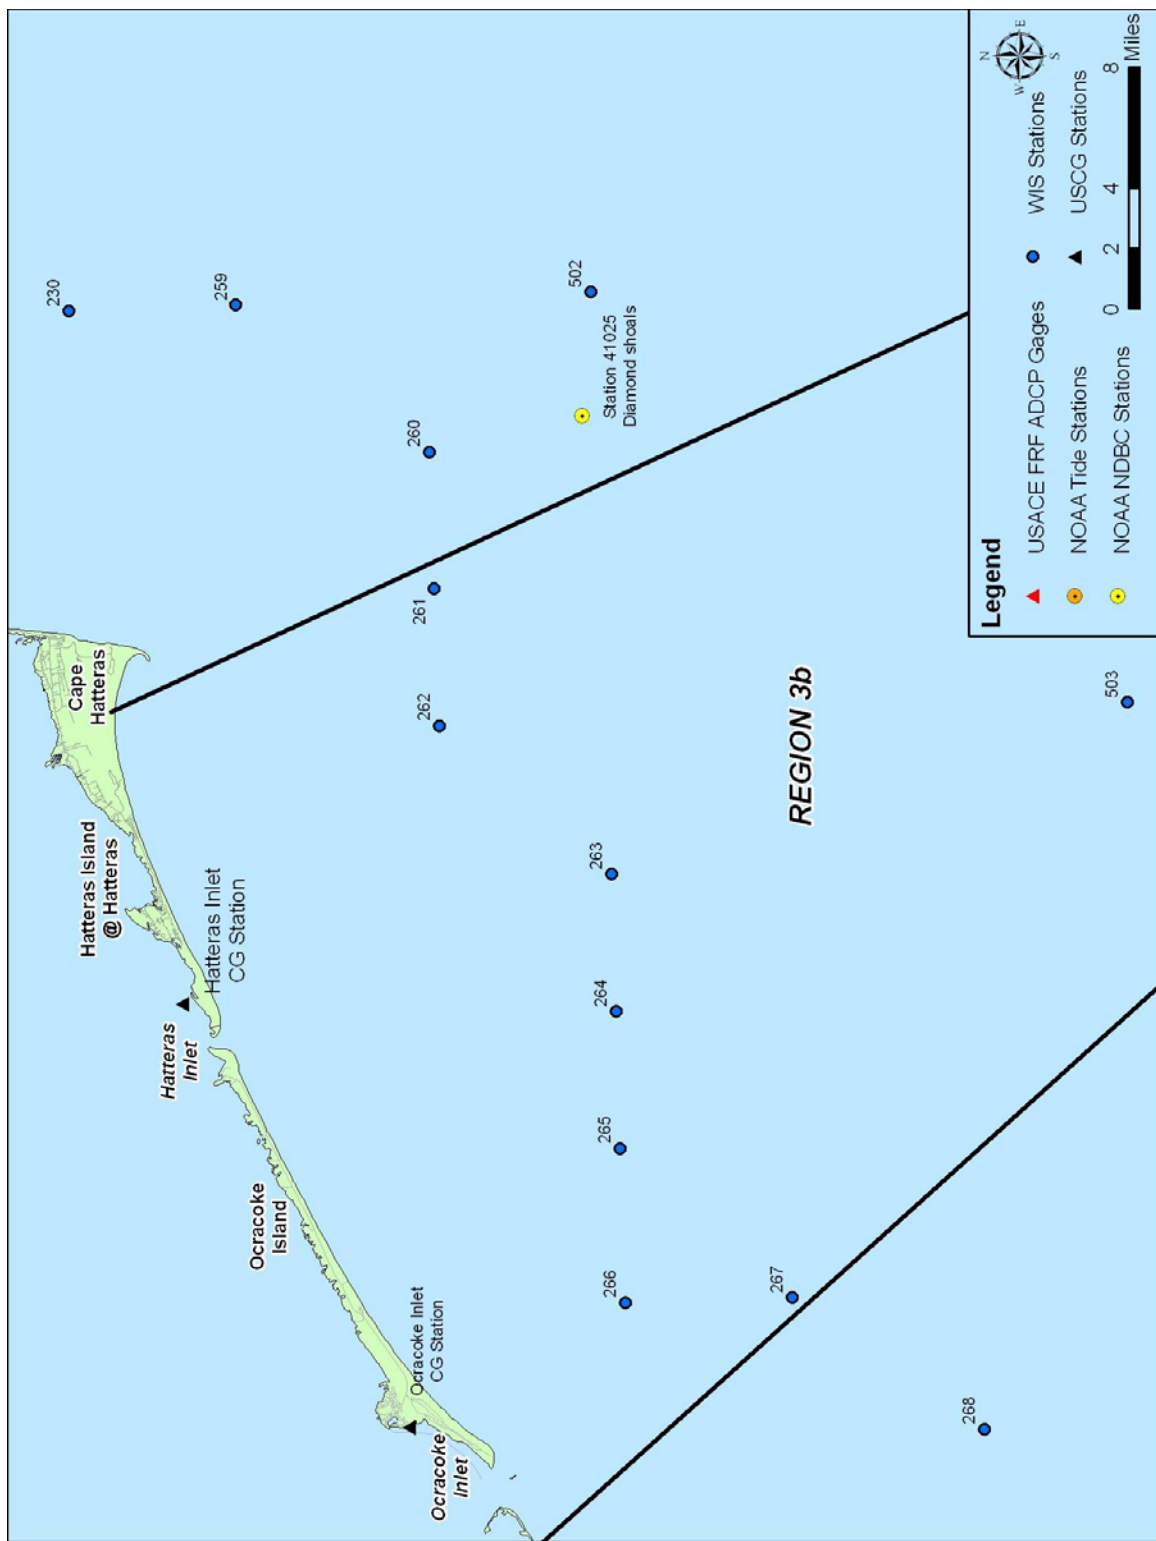 230
259
502
Station 41025
Diamond shoals
260
261
262
Cape
Hatteras
Hatteras Island
@ Hatteras
Hatteras Inlet
CG Station
Hatteras
Inlet
263
264
265
266
267
268
503
REGION 3b
Ocracoke
Island
Ocracoke Inlet
CG Station
Ocracoke
Inlet
Legend
USACE FRF ADCP Gages
NOAA Tide Stations
NOAA NDBC Stations
WIS Stations
USCG Stations
N
E
S
W
0 2 4 8
Miles